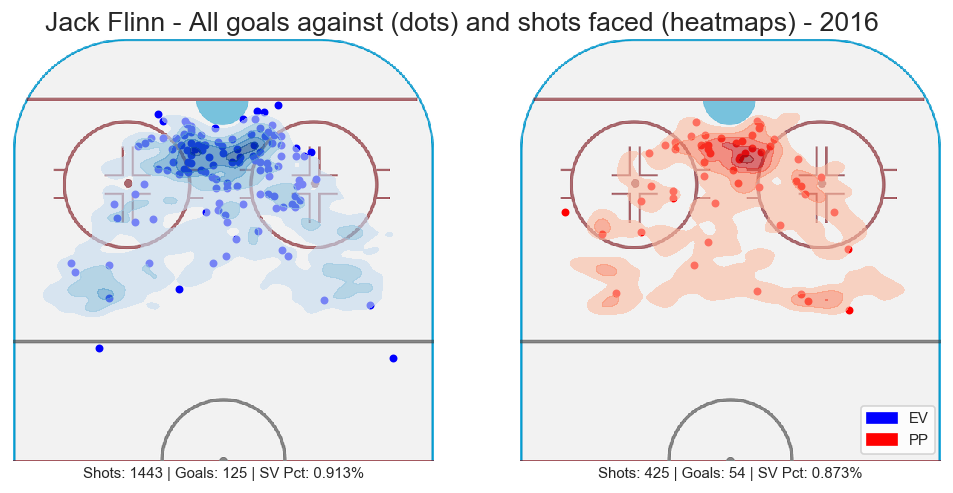 Jack Flinn - All goals against (dots) and shots faced (heatmaps) - 2016
EV
PP
Shots: 1443 | Goals: 125 | SV Pct: 0.913%
Shots: 425 | Goals: 54 | SV Pct: 0.873%